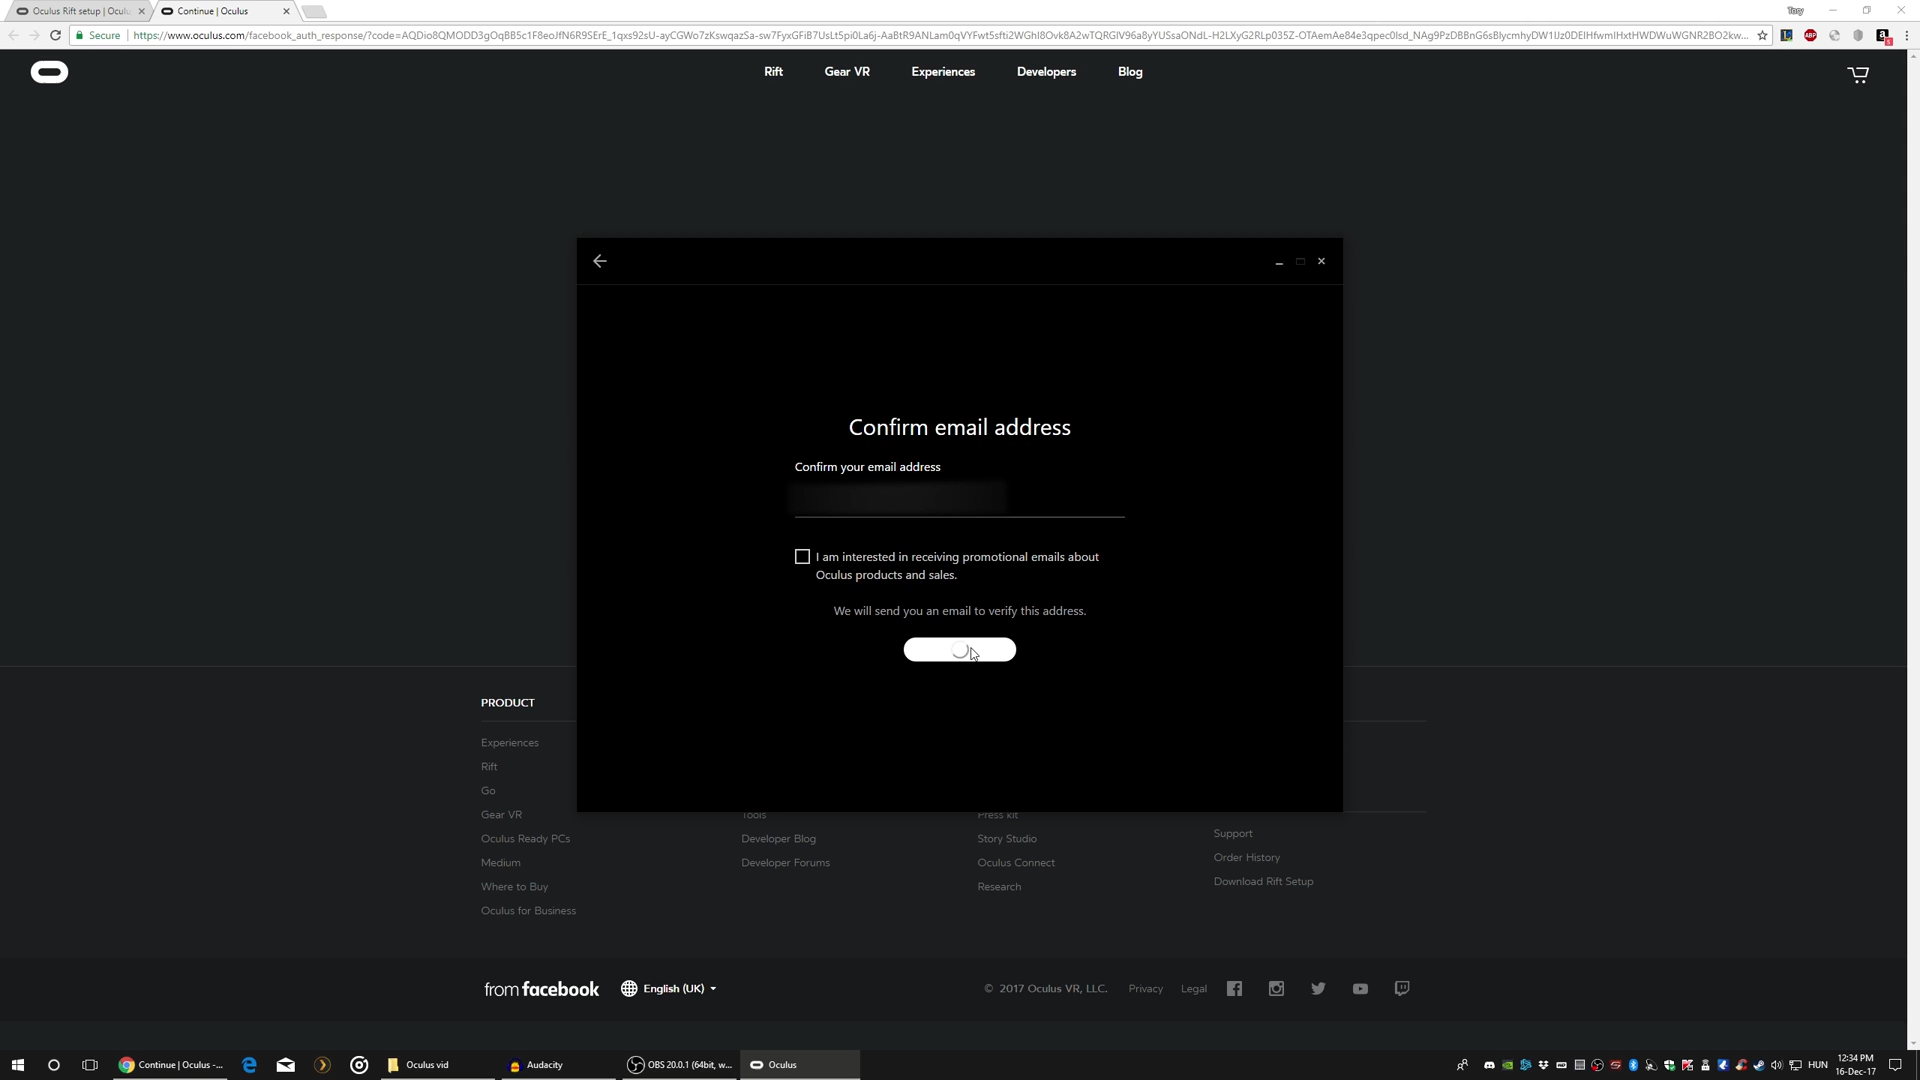 Oculus Rift setup | Ocul
Continue | Oculus
Tory
Secure
Rift
Gear VR
Experiences
Developers
Blog
Confirm email address
Confirm your email address
I am interested in receiving promotional emails about
Oculus products and sales.
We will send you an email to verify this address.
PRODUCT
Experiences
Rift
Go
Gear VR
Oculus Ready PCs
Medium
Where to Buy
Oculus for Business
Tools
Developer Blog
Developer Forums
Press kit
Story Studio
Oculus Connect
Research
Support
Order History
Download Rift Setup
from facebook
English (UK)
© 2017 Oculus VR, LLC.
Privacy
Legal
Continue | Oculus -...
Oculus vid
Audacity
OBS 20.0.1 (64bit, w...
Oculus
HUN
12:34 PM
16-Dec-17